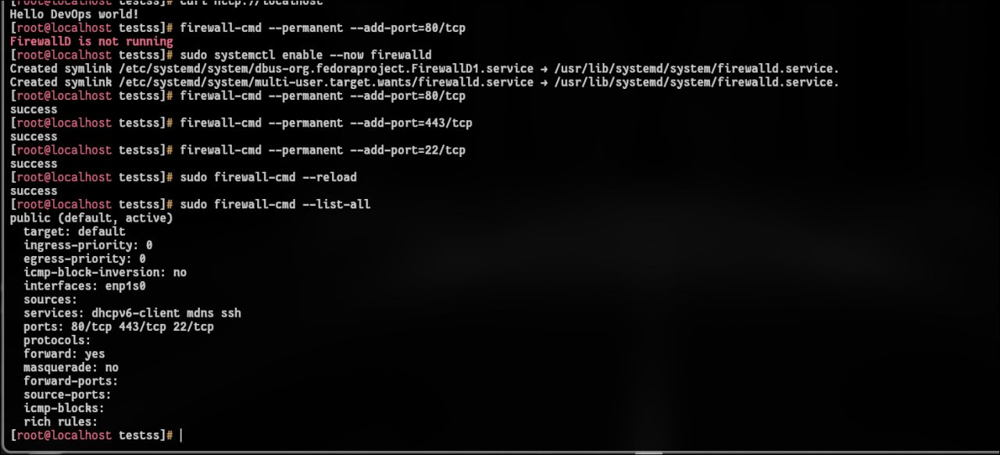 [root@localhost testss]# curl http://localhost
Hello DevOps world!
[root@localhost testss]# firewall-cmd --permanent --add-port=80/tcp
FirewallD is not running
[root@localhost testss]# sudo systemctl enable --now firewalld
Created symlink /etc/systemd/system/dbus-org.fedoraproject.FirewallD1.service → /usr/lib/systemd/system/firewalld.service.
Created symlink /etc/systemd/system/multi-user.target.wants/firewalld.service → /usr/lib/systemd/system/firewalld.service.
[root@localhost testss]# firewall-cmd --permanent --add-port=80/tcp
success
[root@localhost testss]# firewall-cmd --permanent --add-port=443/tcp
success
[root@localhost testss]# firewall-cmd --permanent --add-port=22/tcp
success
[root@localhost testss]# sudo firewall-cmd --reload
success
[root@localhost testss]# sudo firewall-cmd --list-all
public (default, active)
  target: default
  ingress-priority: 0
  egress-priority: 0
  icmp-block-inversion: no
  interfaces: enp1s0
  sources:
  services: dhcpv6-client mdns ssh
  ports: 80/tcp 443/tcp 22/tcp
  protocols:
  forward: yes
  masquerade: no
  forward-ports:
  source-ports:
  icmp-blocks:
  rich rules:
[root@localhost testss]#